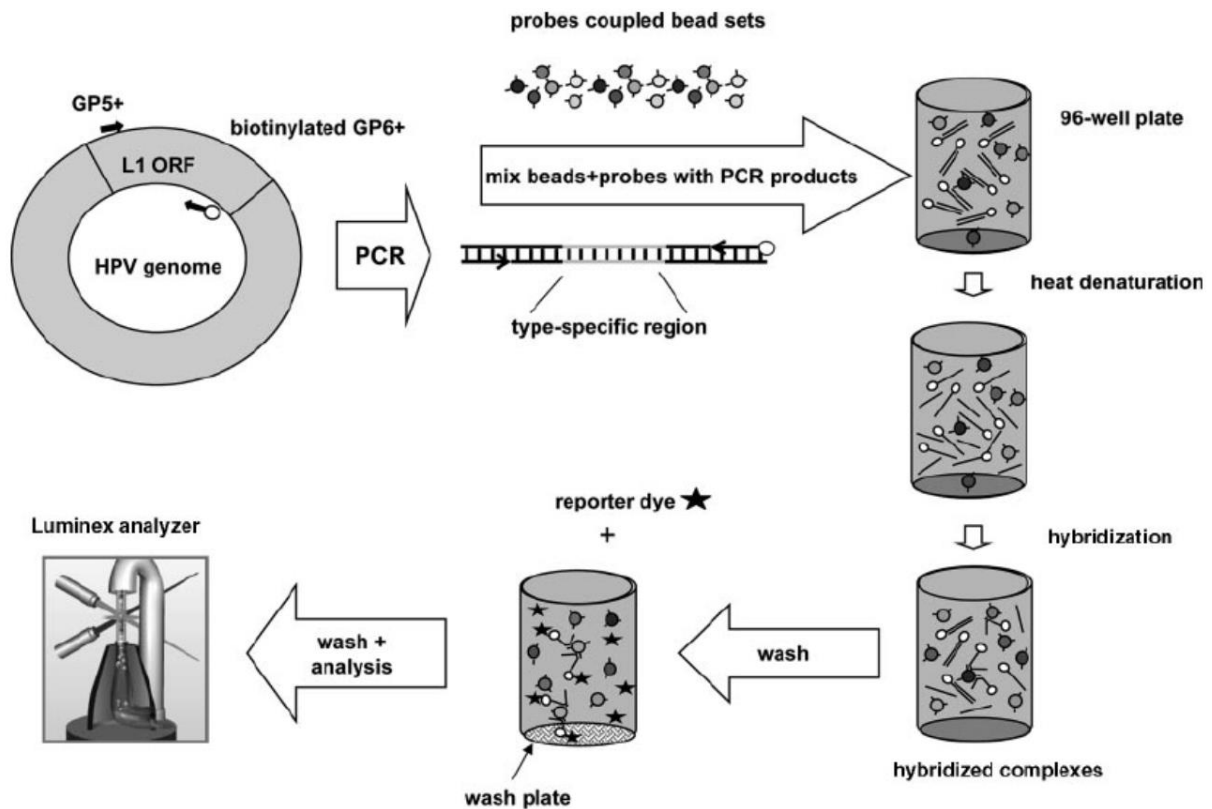 probes coupled bead sets
GP5+
biotinylated GP6+
L1 ORF
HPV genome
PCR
mix beads+probes with PCR products
type-specific region
96-well plate
heat denaturation
hybridization
hybridized complexes
wash
reporter dye
+
wash plate
wash +
analysis
Luminex analyzer